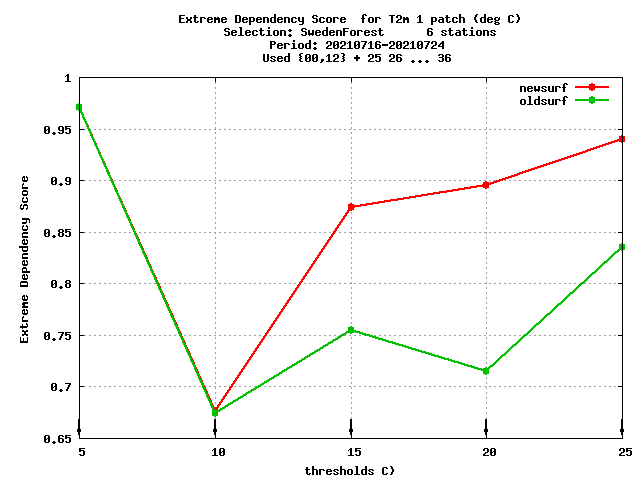 Extreme Dependency Score  for T2m 1 patch (deg C)
Selection: SwedenForest      6 stations
Period: 20210716-20210724
Used {00,12} + 25 26 ... 36
newsurf
oldsurf
1
0.95
0.9
0.85
0.8
0.75
0.7
0.65
Extreme Dependency Score
5
10
15
20
25
thresholds C)